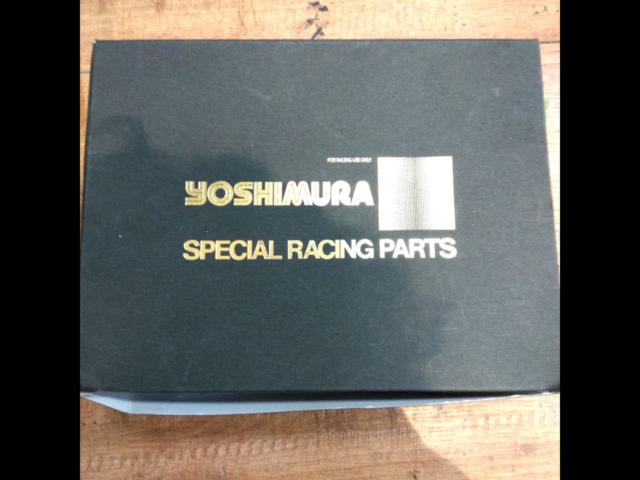 FOR RACING USE ONLY
YOSHIMURA
SPECIAL RACING PARTS